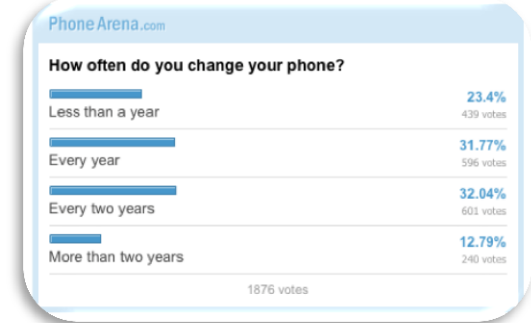 PhoneArena.com
How often do you change your phone?
23.4%
Less than a year
439 votes
31.77%
Every year
596 votes
32.04%
Every two years
601 votes
12.79%
More than two years
240 votes
1876 votes